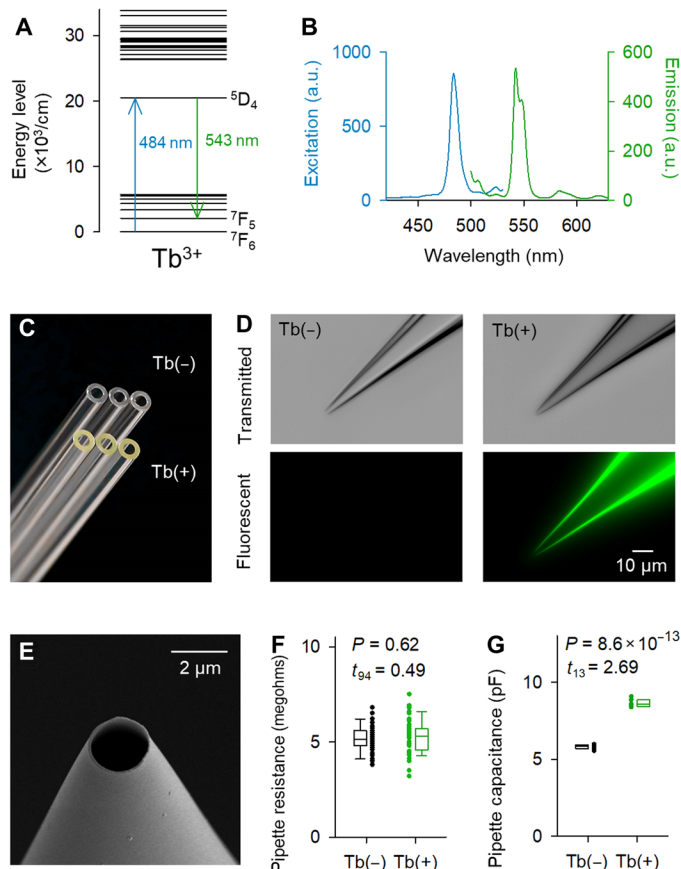 A
Energy level
(×10³/cm)
30
20
10
0
⁵D₄
484 nm
543 nm
⁷F₅
⁷F₆
Tb³⁺
B
Excitation (a.u.)
1000
500
0
600
400
200
0
Emission
(a.u.)
450 500 550 600
Wavelength (nm)
C
Tb(−)
Tb(+)
D
Transmitted
Fluorescent
Tb(−)
Tb(+)
10 µm
E
2 µm
F
Pipette resistance (megohms)
10
5
0
P = 0.62
t₉₄ = 0.49
Tb(−) Tb(+)
G
Pipette capacitance (pF)
10
5
0
P = 8.6 × 10⁻¹³
t₁₃ = 2.69
Tb(−) Tb(+)